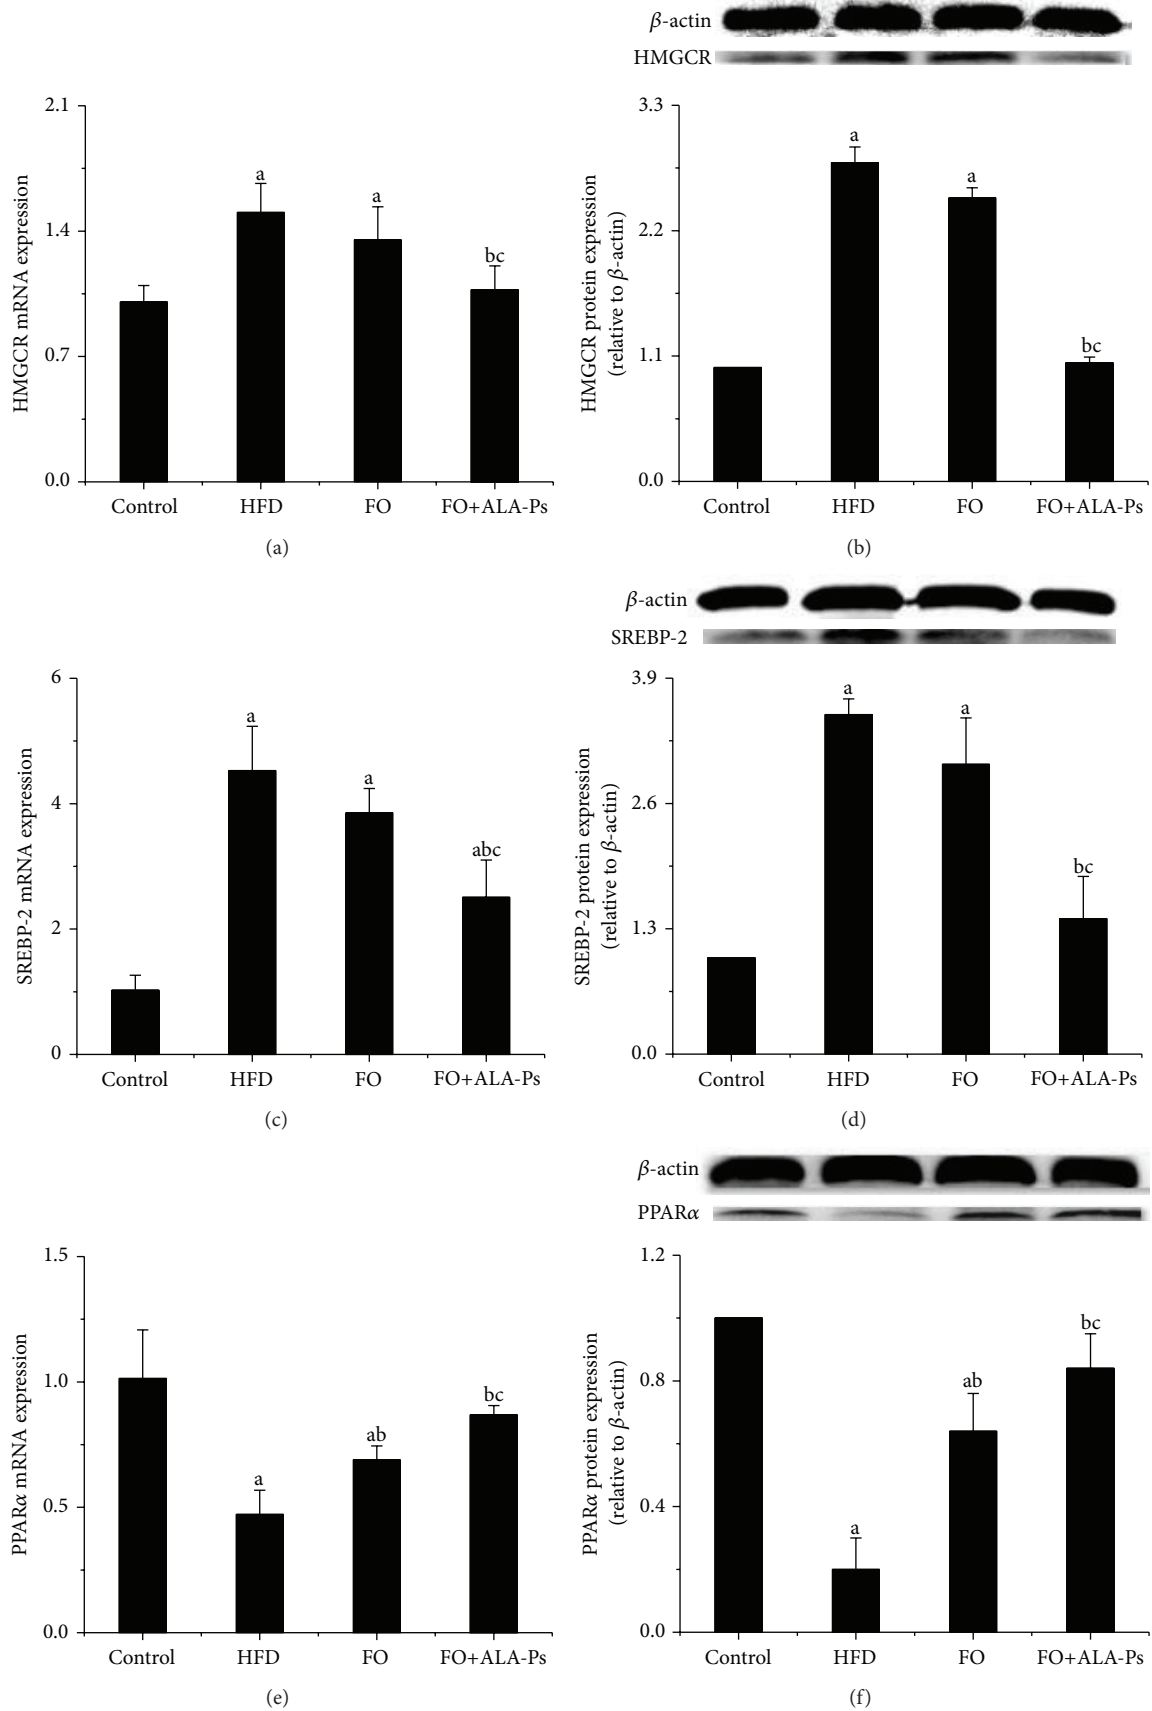 β-actin
HMGCR
2.1
1.4
0.7
0.0
HMGCR mRNA expression
a
a
bc
Control HFD FO FO+ALA-Ps
(a)
3.3
2.2
1.1
0.0
HMGCR protein expression
(relative to β-actin)
a
a
bc
Control HFD FO FO+ALA-Ps
(b)
β-actin
SREBP-2
6
4
2
0
SREBP-2 mRNA expression
a
a
abc
Control HFD FO FO+ALA-Ps
(c)
3.9
2.6
1.3
0.0
SREBP-2 protein expression
(relative to β-actin)
a
a
bc
Control HFD FO FO+ALA-Ps
(d)
β-actin
PPARα
1.5
1.0
0.5
0.0
PPARα mRNA expression
a
ab
bc
Control HFD FO FO+ALA-Ps
(e)
1.2
0.8
0.4
0.0
PPARα protein expression
(relative to β-actin)
a
ab
bc
Control HFD FO FO+ALA-Ps
(f)